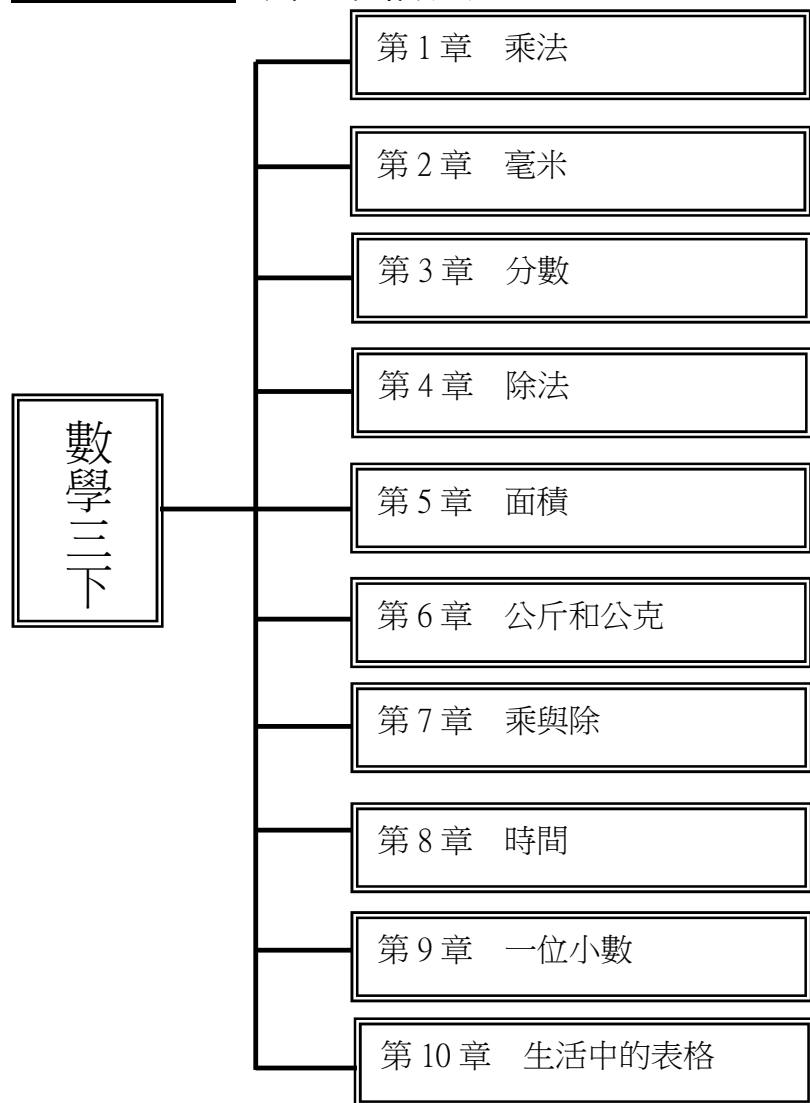 第 1 章　乘法
第 2 章　毫米
第 3 章　分數
第 4 章　除法
數學三下
第 5 章　面積
第 6 章　公斤和公克
第 7 章　乘與除
第 8 章　時間
第 9 章　一位小數
第 10 章　生活中的表格